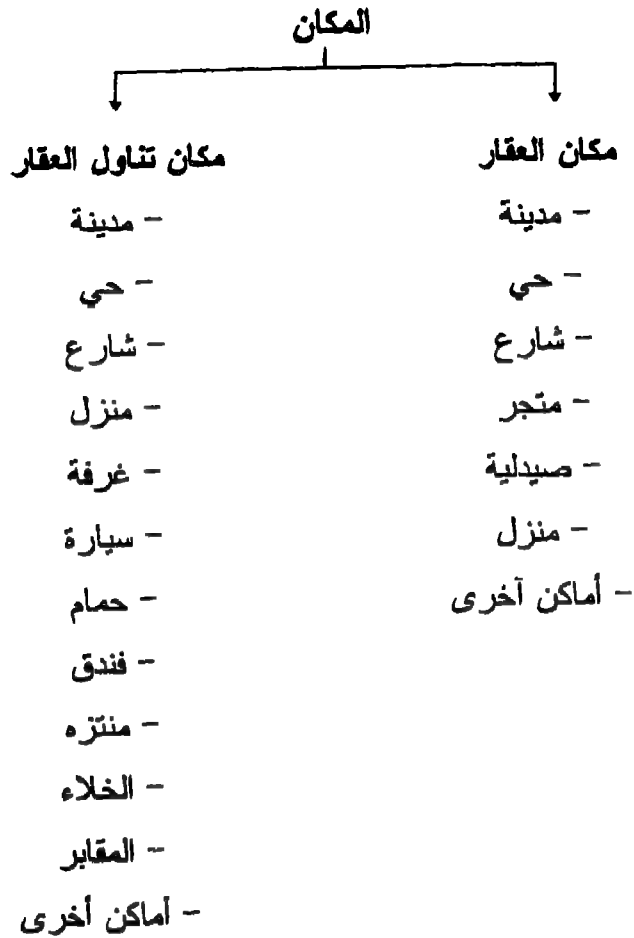 المكان
مكان العقار
- مدينة
- حي
- شارع
- متجر
- صيدلية
- منزل
- أماكن آخرى
مكان تناول العقار
- مدينة
- حي
- شارع
- منزل
- غرفة
- سيارة
- حمام
- فندق
- منتزه
- الخلاء
- المقابر
- أماكن أخرى